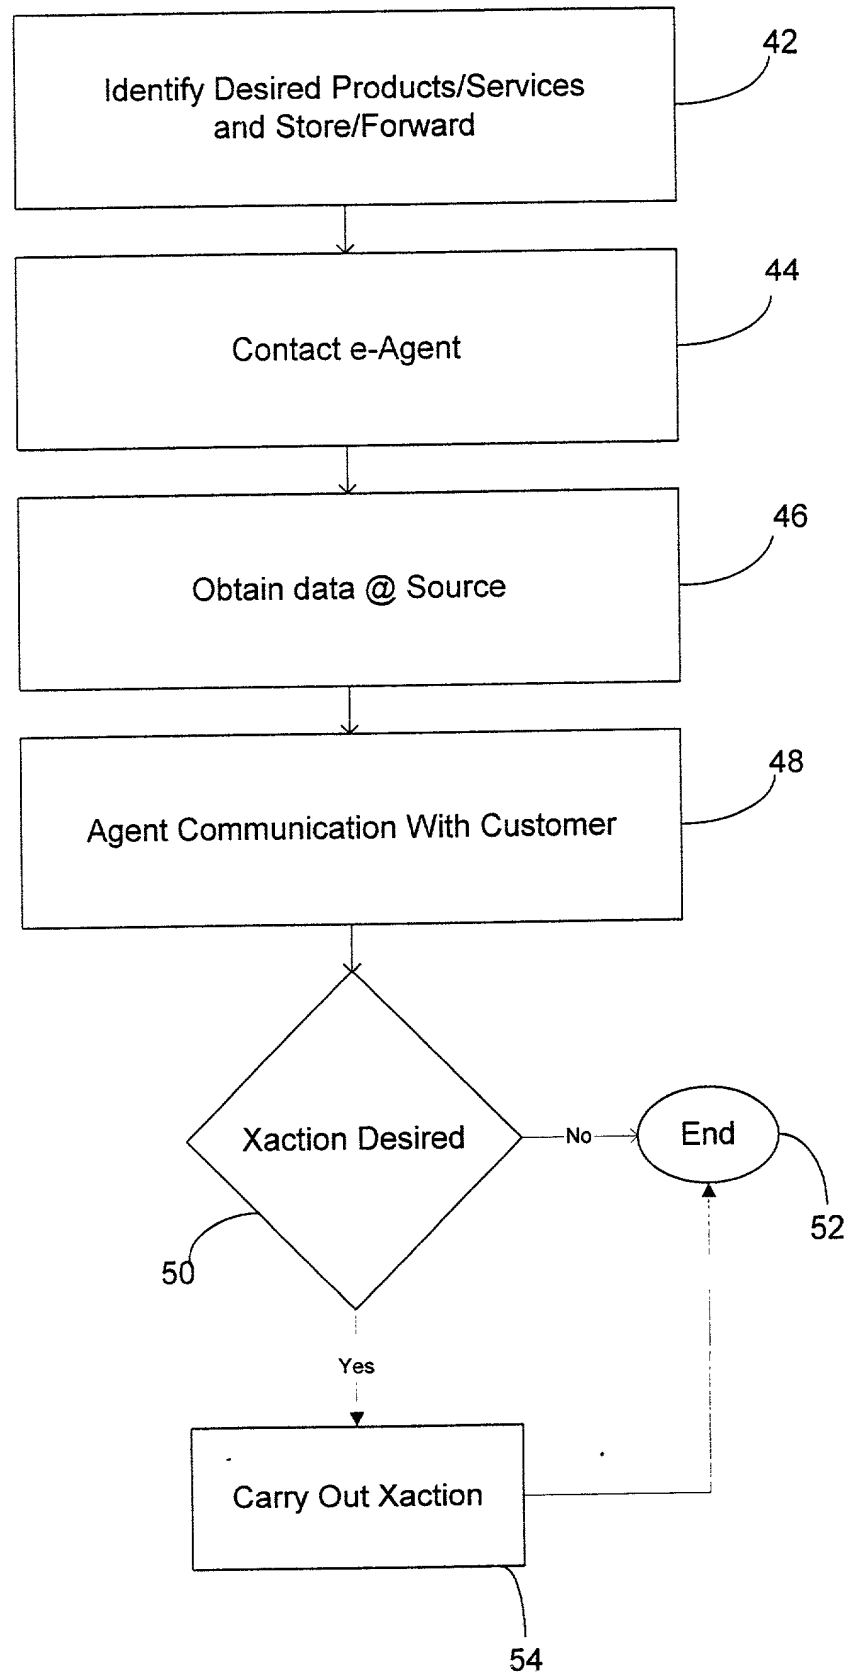 42
Identify Desired Products/Services
and Store/Forward
44
Contact e-Agent
46
Obtain data @ Source
48
Agent Communication With Customer
Xaction Desired
No
End
52
50
Yes
Carry Out Xaction
54